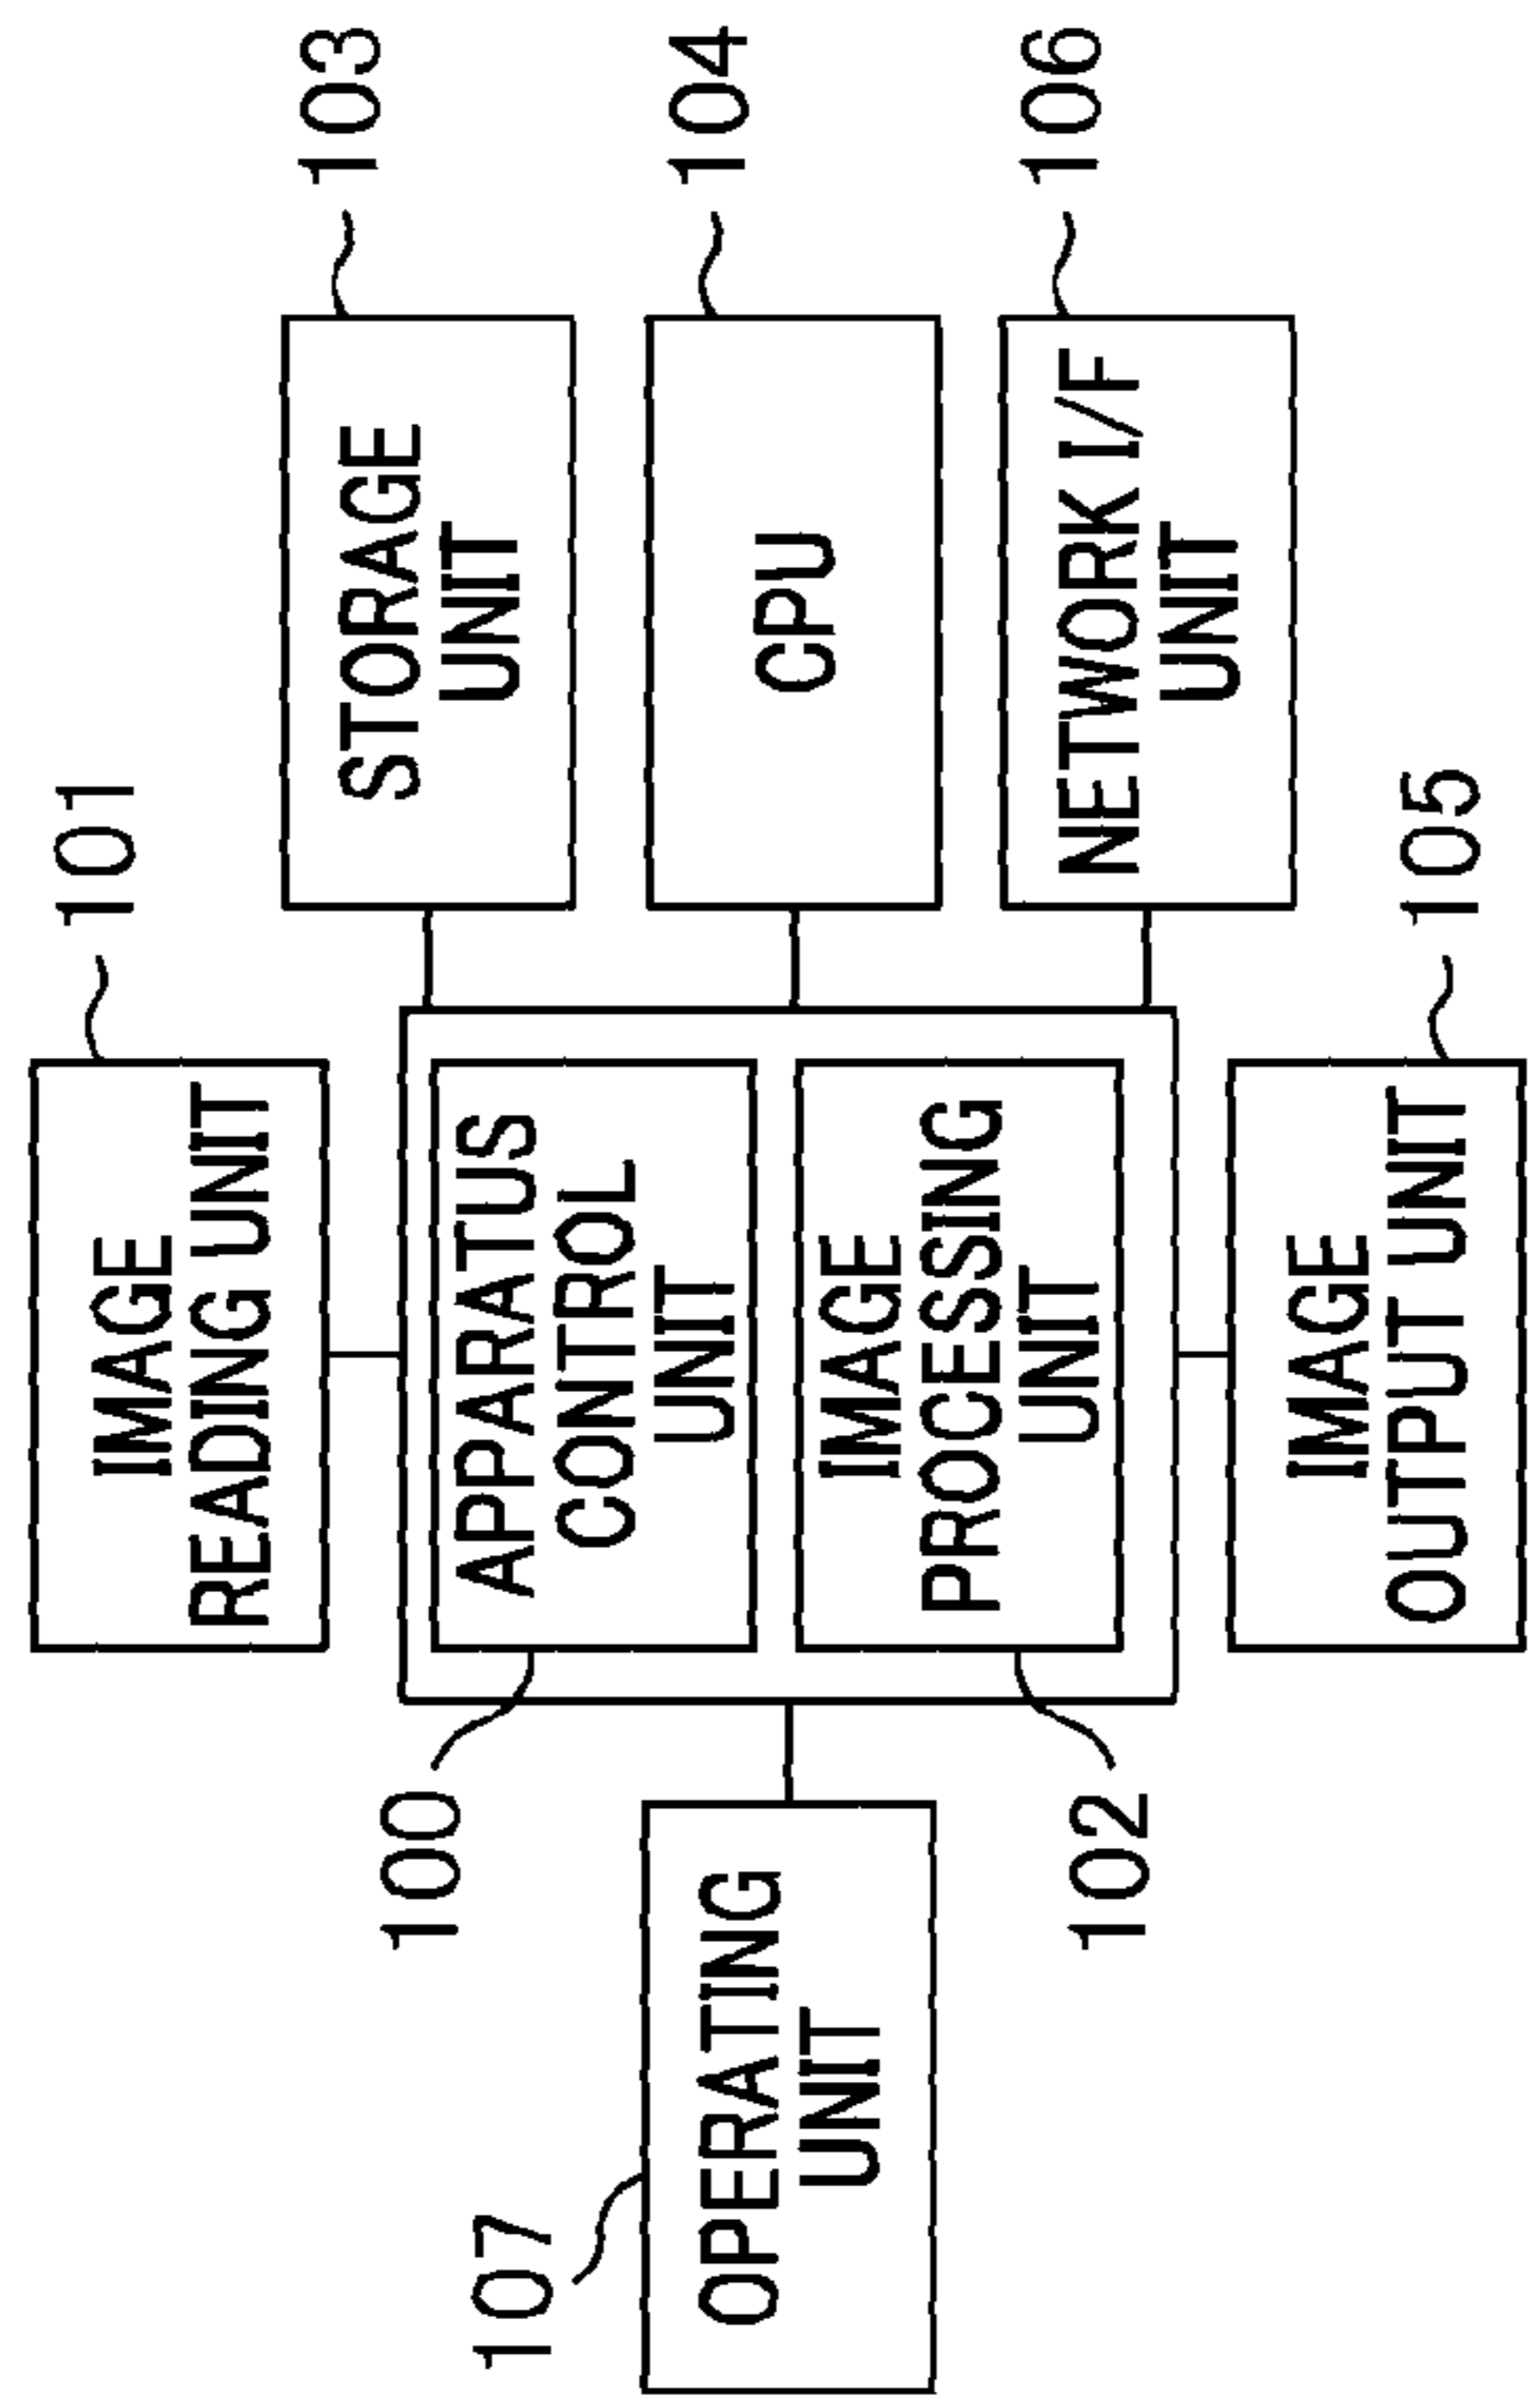 101
IMAGE
READING UNIT
103
STORAGE
UNIT
100
APPARATUS
CONTROL
UNIT
107
OPERATING
UNIT
104
CPU
102
IMAGE
PROCESSING
UNIT
106
NETWORK I/F
UNIT
105
IMAGE
OUTPUT UNIT